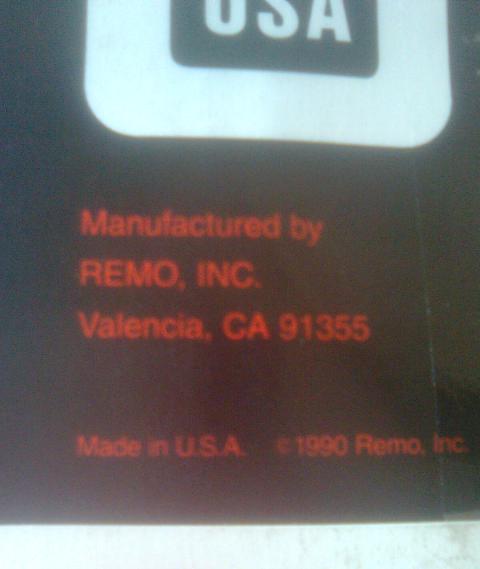 USA
Manufactured by
REMO, INC.
Valencia, CA 91355
Made in U.S.A. ©1990 Remo, Inc.